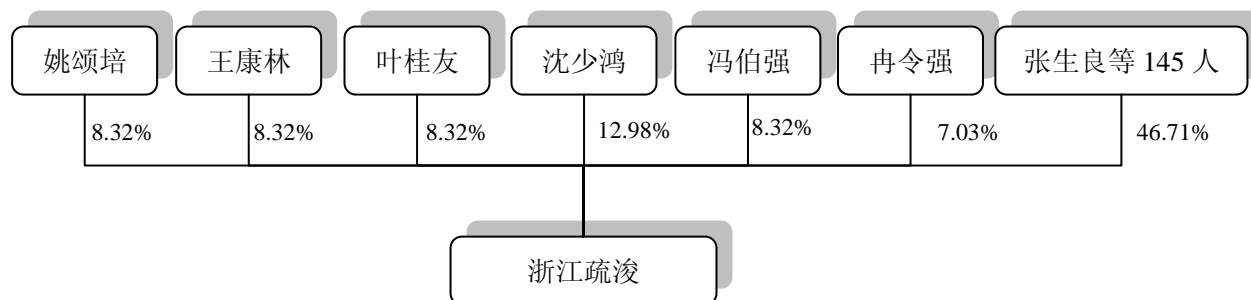 姚颂培 王康林 叶桂友 沈少鸿 冯伯强 冉令强 张生良等 145 人
8.32% 8.32% 8.32% 12.98% 8.32% 7.03% 46.71%
浙江疏浚